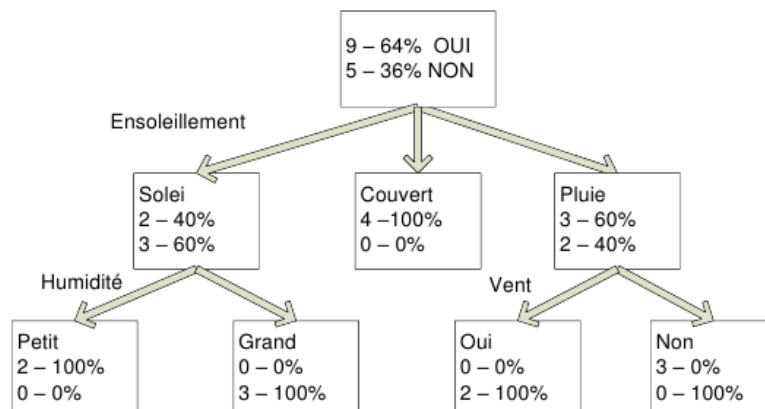 9 – 64% OUI
5 – 36% NON
Ensoleillement
Solei
2 – 40%
3 – 60%
Couvert
4 –100%
0 – 0%
Pluie
3 – 60%
2 – 40%
Humidité
Vent
Petit
2 – 100%
0 – 0%
Grand
0 – 0%
3 – 100%
Oui
0 – 0%
2 – 100%
Non
3 – 0%
0 – 100%